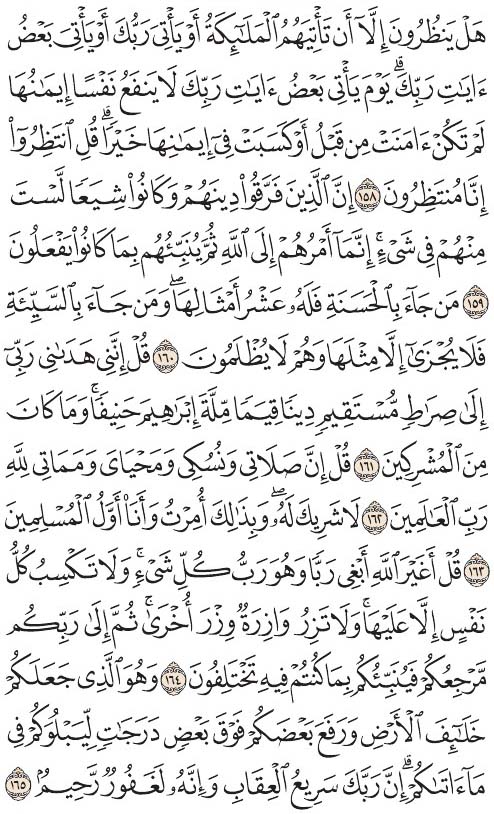 هَلۡ يَنظُرُونَ إِلَّآ أَن تَأۡتِيَهُمُ ٱلۡمَلَٰٓئِكَةُ أَوۡ يَأۡتِيَ رَبُّكَ أَوۡ يَأۡتِيَ بَعۡضُ
ءَايَٰتِ رَبِّكَۗ يَوۡمَ يَأۡتِي بَعۡضُ ءَايَٰتِ رَبِّكَ لَا يَنفَعُ نَفۡسًا إِيمَٰنُهَا
لَمۡ تَكُنۡ ءَامَنَتۡ مِن قَبۡلُ أَوۡ كَسَبَتۡ فِيٓ إِيمَٰنِهَا خَيۡرٗاۗ قُلِ ٱنتَظِرُوٓاْ
إِنَّا مُنتَظِرُونَ ١٥٨ إِنَّ ٱلَّذِينَ فَرَّقُواْ دِينَهُمۡ وَكَانُواْ شِيَعٗا لَّسۡتَ
مِنۡهُمۡ فِي شَيۡءٍۚ إِنَّمَآ أَمۡرُهُمۡ إِلَى ٱللَّهِ ثُمَّ يُنَبِّئُهُم بِمَا كَانُواْ يَفۡعَلُونَ
١٥٩ مَن جَآءَ بِٱلۡحَسَنَةِ فَلَهُۥ عَشۡرُ أَمۡثَالِهَاۖ وَمَن جَآءَ بِٱلسَّيِّئَةِ
فَلَا يُجۡزَىٰٓ إِلَّا مِثۡلَهَا وَهُمۡ لَا يُظۡلَمُونَ ١٦٠ قُلۡ إِنَّنِي هَدَىٰنِي رَبِّيٓ
إِلَىٰ صِرَٰطٖ مُّسۡتَقِيمٖ دِينٗا قِيَمٗا مِّلَّةَ إِبۡرَٰهِيمَ حَنِيفٗاۚ وَمَا كَانَ
مِنَ ٱلۡمُشۡرِكِينَ ١٦١ قُلۡ إِنَّ صَلَاتِي وَنُسُكِي وَمَحۡيَايَ وَمَمَاتِي لِلَّهِ
رَبِّ ٱلۡعَٰلَمِينَ ١٦٢ لَا شَرِيكَ لَهُۥۖ وَبِذَٰلِكَ أُمِرۡتُ وَأَنَا۠ أَوَّلُ ٱلۡمُسۡلِمِينَ
١٦٣ قُلۡ أَغَيۡرَ ٱللَّهِ أَبۡغِي رَبّٗا وَهُوَ رَبُّ كُلِّ شَيۡءٖۚ وَلَا تَكۡسِبُ كُلُّ
نَفۡسٍ إِلَّا عَلَيۡهَاۚ وَلَا تَزِرُ وَازِرَةٞ وِزۡرَ أُخۡرَىٰۚ ثُمَّ إِلَىٰ رَبِّكُم
مَّرۡجِعُكُمۡ فَيُنَبِّئُكُم بِمَا كُنتُمۡ فِيهِ تَخۡتَلِفُونَ ١٦٤ وَهُوَ ٱلَّذِي جَعَلَكُمۡ
خَلَٰٓئِفَ ٱلۡأَرۡضِ وَرَفَعَ بَعۡضَكُمۡ فَوۡقَ بَعۡضٖ دَرَجَٰتٖ لِّيَبۡلُوَكُمۡ فِي
مَآ ءَاتَىٰكُمۡۗ إِنَّ رَبَّكَ سَرِيعُ ٱلۡعِقَابِ وَإِنَّهُۥ لَغَفُورٞ رَّحِيمُۢ ١٦٥